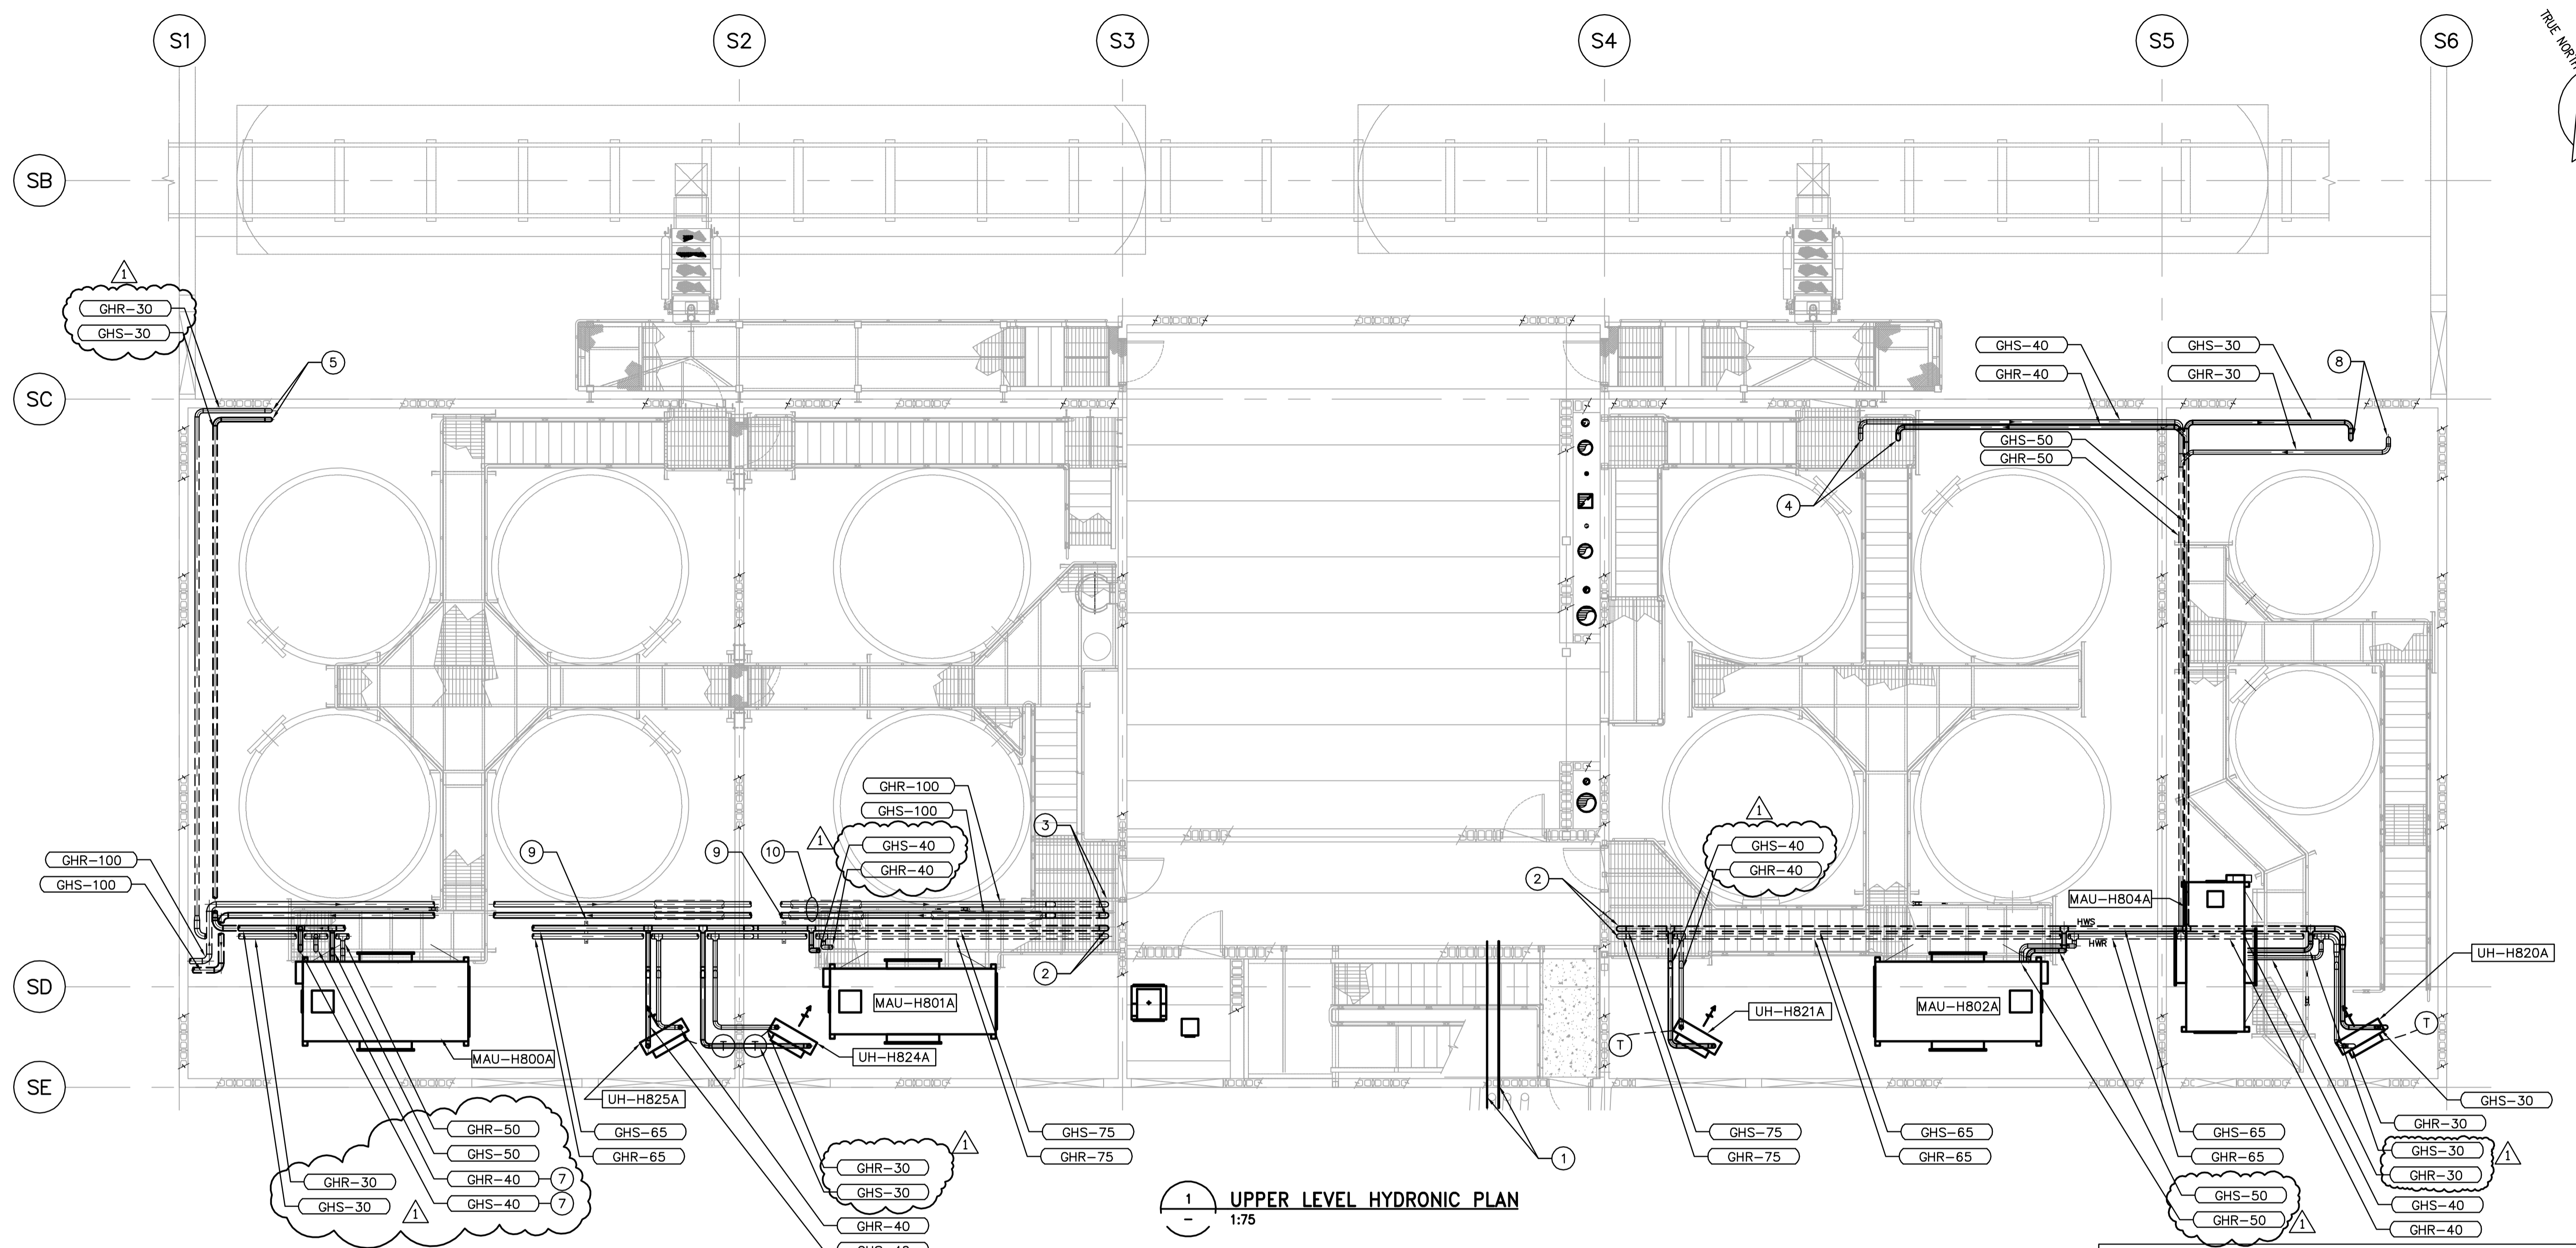 S1
S2
S3
S4
S5
S6
TRUE NORTH
SB
1
GHR-30
GHS-30
5
SC
GHS-40
GHR-40
GHS-30
GHR-30
8
GHS-50
GHR-50
4
GHR-100
GHS-100
3
1
GHS-40
GHR-40
9
9
10
GHR-100
GHS-100
2
1
GHS-40
GHR-40
2
MAU-H804A
HWS
HWR
UH-H820A
SD
MAU-H801A
MAU-H802A
UH-H821A
T
T
T
T
MAU-H800A
UH-H824A
SE
UH-H825A
GHS-65
GHR-65
GHR-50
GHS-50
GHR-40
7
GHS-40
7
GHR-30
GHS-30
1
GHR-30
GHS-30
1
GHR-40
GHS-75
GHR-75
1
GHS-75
GHR-75
GHS-65
GHR-65
GHS-65
GHR-65
GHS-50
GHR-50
1
GHS-30
GHR-30
GHS-30
GHR-30
1
GHS-40
GHR-40
1
-
UPPER LEVEL HYDRONIC PLAN
1:75